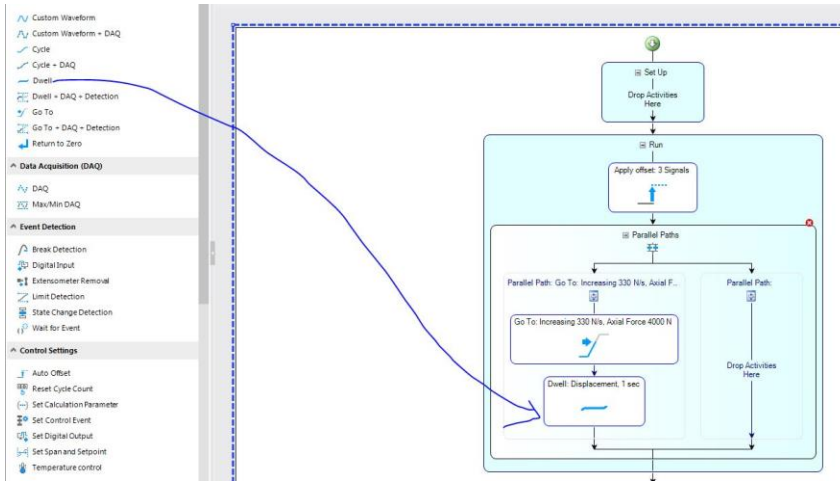 Custom Waveform
Custom Waveform + DAQ
Cycle
Cycle + DAQ
Dwell
Dwell + DAQ + Detection
Go To
Go To + DAQ + Detection
Return to Zero
Data Acquisition (DAQ)
DAQ
Max/Min DAQ
Event Detection
Break Detection
Digital Input
Extensometer Removal
Limit Detection
State Change Detection
Wait for Event
Control Settings
Auto Offset
Reset Cycle Count
Set Calculation Parameter
Set Control Event
Set Digital Output
Set Span and Setpoint
Temperature control
Set Up
Drop Activities
Here
Run
Apply offset: 3 Signals
Parallel Paths
Parallel Path: Go To: Increasing 330 N/s, Axial F...
Go To: Increasing 330 N/s, Axial Force 4000 N
Dwell: Displacement, 1 sec
Parallel Path:
Drop Activities
Here